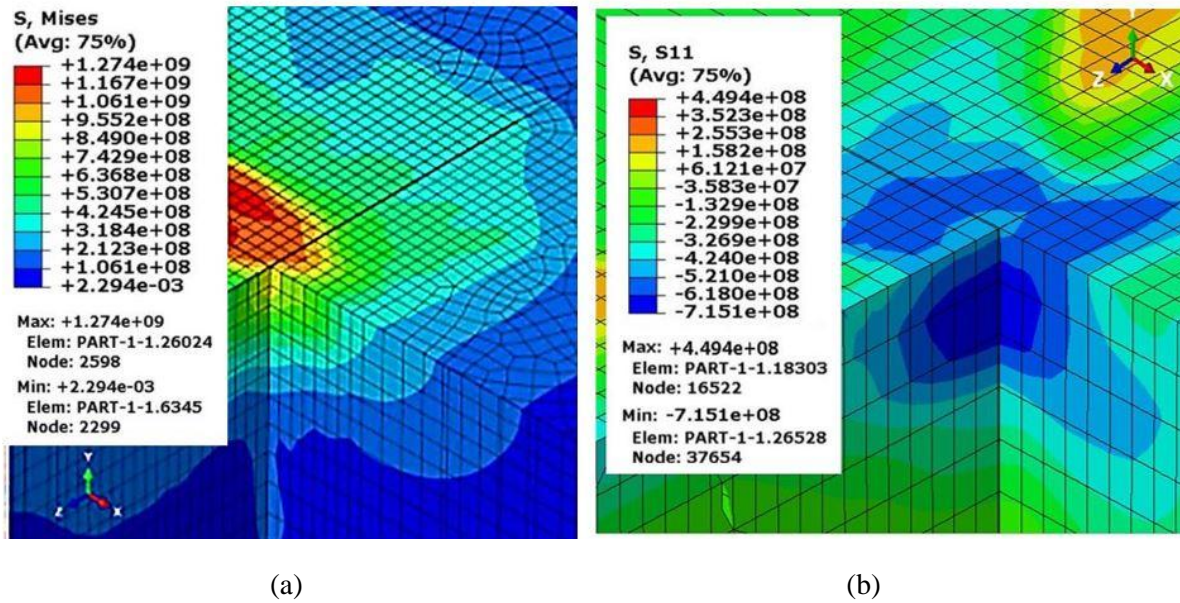 S, Mises
(Avg: 75%)
+1.274e+09
+1.167e+09
+1.061e+09
+9.552e+08
+8.490e+08
+7.429e+08
+6.368e+08
+5.307e+08
+4.245e+08
+3.184e+08
+2.123e+08
+1.061e+08
+2.294e-03
Max: +1.274e+09
Elem: PART-1-1.26024
Node: 2598
Min: +2.294e-03
Elem: PART-1-1.6345
Node: 2299
Y
Z
X
(a)
S, S11
(Avg: 75%)
+4.494e+08
+3.523e+08
+2.553e+08
+1.582e+08
+6.121e+07
-3.583e+07
-1.329e+08
-2.299e+08
-3.269e+08
-4.240e+08
-5.210e+08
-6.180e+08
-7.151e+08
Max: +4.494e+08
Elem: PART-1-1.18303
Node: 16522
Min: -7.151e+08
Elem: PART-1-1.26528
Node: 37654
Y
Z
X
(b)